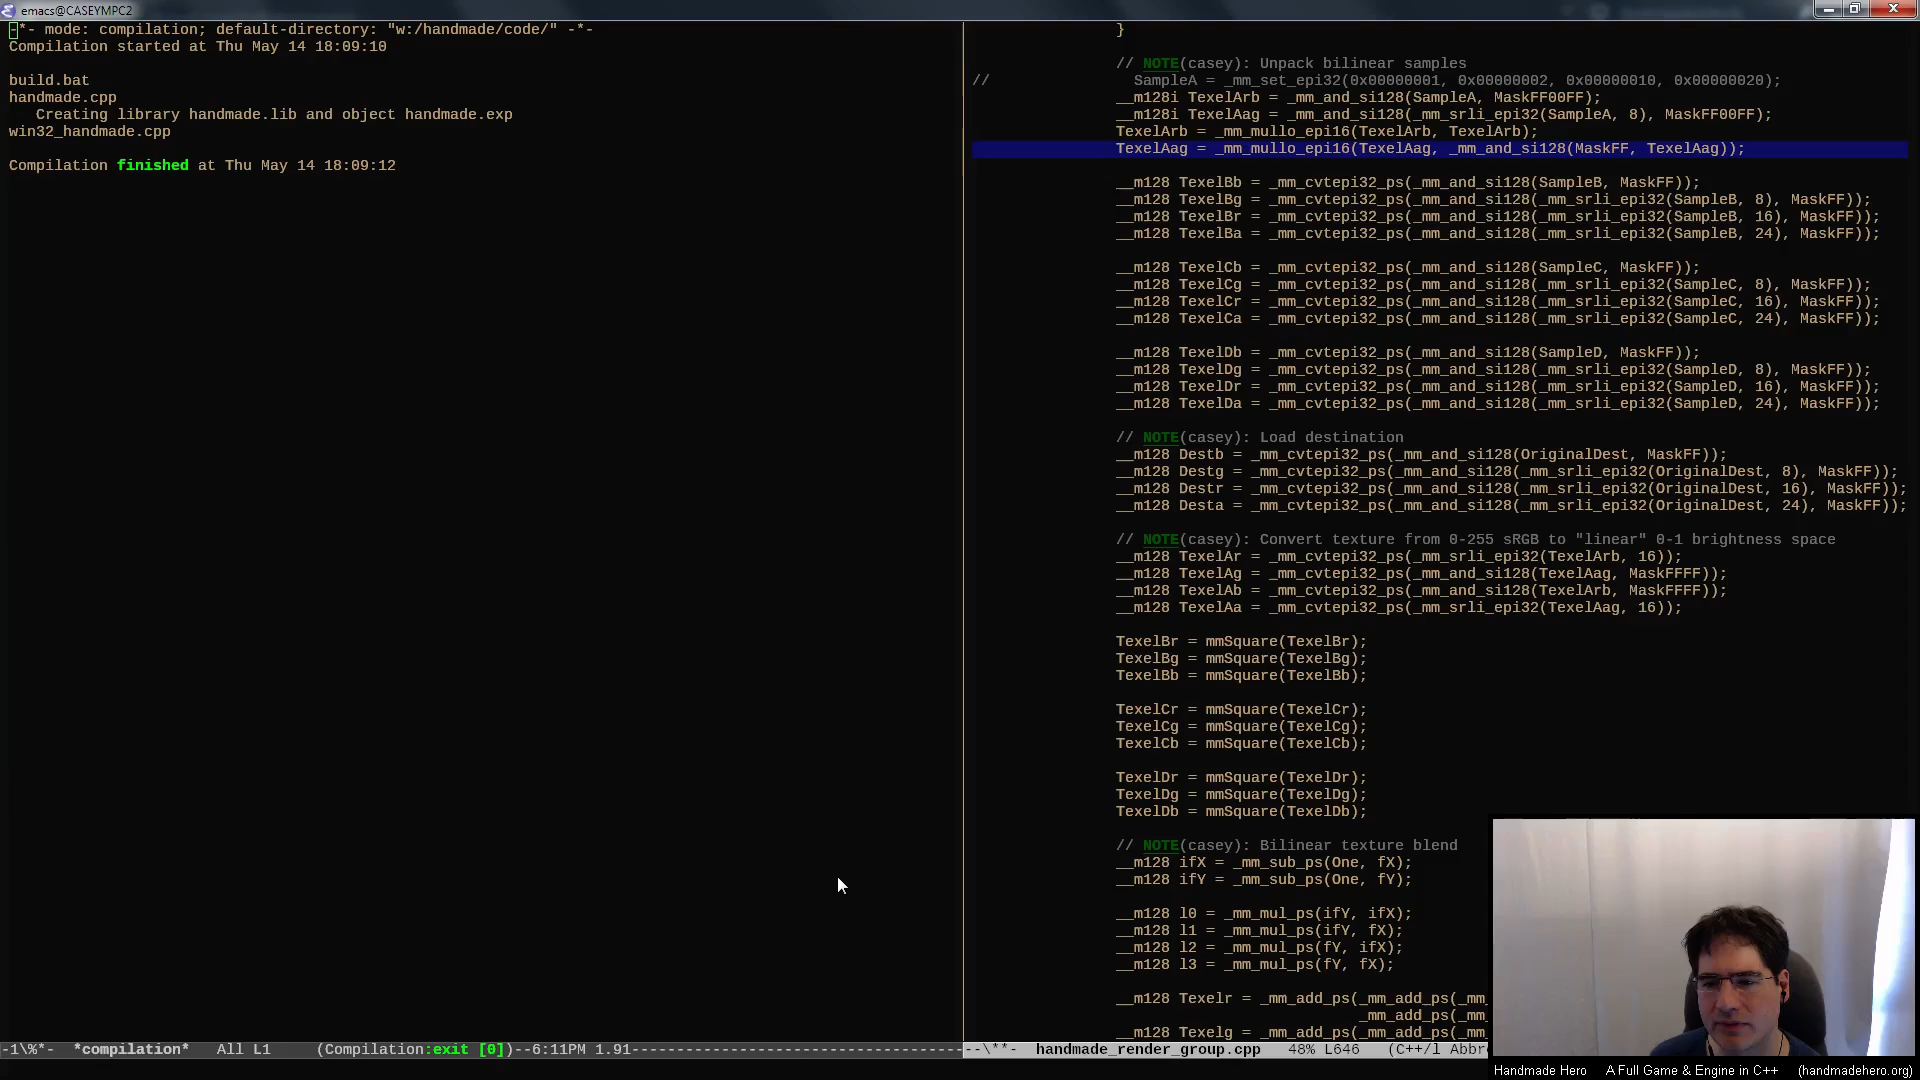 emacs@CASEYMPC2
-*- mode: compilation; default-directory: "w:/handmade/code/" -*-
Compilation started at Thu May 14 18:09:10
build.bat
handmade.cpp
   Creating library handmade.lib and object handmade.exp
win32_handmade.cpp
Compilation finished at Thu May 14 18:09:12
-1\%*-  *compilation*   All L1     (Compilation:exit [0])--6:11PM 1.91
}
// NOTE(casey): Unpack bilinear samples
//                SampleA = _mm_set_epi32(0x00000001, 0x00000002, 0x00000010, 0x00000020);
__m128i TexelArb = _mm_and_si128(SampleA, MaskFF00FF);
__m128i TexelAag = _mm_and_si128(_mm_srli_epi32(SampleA, 8), MaskFF00FF);
TexelArb = _mm_mullo_epi16(TexelArb, TexelArb);
TexelAag = _mm_mullo_epi16(TexelAag, _mm_and_si128(MaskFF, TexelAag));
__m128 TexelBb = _mm_cvtepi32_ps(_mm_and_si128(SampleB, MaskFF));
__m128 TexelBg = _mm_cvtepi32_ps(_mm_and_si128(_mm_srli_epi32(SampleB, 8), MaskFF));
__m128 TexelBr = _mm_cvtepi32_ps(_mm_and_si128(_mm_srli_epi32(SampleB, 16), MaskFF));
__m128 TexelBa = _mm_cvtepi32_ps(_mm_and_si128(_mm_srli_epi32(SampleB, 24), MaskFF));
__m128 TexelCb = _mm_cvtepi32_ps(_mm_and_si128(SampleC, MaskFF));
__m128 TexelCg = _mm_cvtepi32_ps(_mm_and_si128(_mm_srli_epi32(SampleC, 8), MaskFF));
__m128 TexelCr = _mm_cvtepi32_ps(_mm_and_si128(_mm_srli_epi32(SampleC, 16), MaskFF));
__m128 TexelCa = _mm_cvtepi32_ps(_mm_and_si128(_mm_srli_epi32(SampleC, 24), MaskFF));
__m128 TexelDb = _mm_cvtepi32_ps(_mm_and_si128(SampleD, MaskFF));
__m128 TexelDg = _mm_cvtepi32_ps(_mm_and_si128(_mm_srli_epi32(SampleD, 8), MaskFF));
__m128 TexelDr = _mm_cvtepi32_ps(_mm_and_si128(_mm_srli_epi32(SampleD, 16), MaskFF));
__m128 TexelDa = _mm_cvtepi32_ps(_mm_and_si128(_mm_srli_epi32(SampleD, 24), MaskFF));
// NOTE(casey): Load destination
__m128 Destb = _mm_cvtepi32_ps(_mm_and_si128(OriginalDest, MaskFF));
__m128 Destg = _mm_cvtepi32_ps(_mm_and_si128(_mm_srli_epi32(OriginalDest, 8), MaskFF));
__m128 Destr = _mm_cvtepi32_ps(_mm_and_si128(_mm_srli_epi32(OriginalDest, 16), MaskFF));
__m128 Desta = _mm_cvtepi32_ps(_mm_and_si128(_mm_srli_epi32(OriginalDest, 24), MaskFF));
// NOTE(casey): Convert texture from 0-255 sRGB to "linear" 0-1 brightness space
__m128 TexelAr = _mm_cvtepi32_ps(_mm_srli_epi32(TexelArb, 16));
__m128 TexelAg = _mm_cvtepi32_ps(_mm_and_si128(TexelAag, MaskFFFF));
__m128 TexelAb = _mm_cvtepi32_ps(_mm_and_si128(TexelArb, MaskFFFF));
__m128 TexelAa = _mm_cvtepi32_ps(_mm_srli_epi32(TexelAag, 16));
TexelBr = mmSquare(TexelBr);
TexelBg = mmSquare(TexelBg);
TexelBb = mmSquare(TexelBb);
TexelCr = mmSquare(TexelCr);
TexelCg = mmSquare(TexelCg);
TexelCb = mmSquare(TexelCb);
TexelDr = mmSquare(TexelDr);
TexelDg = mmSquare(TexelDg);
TexelDb = mmSquare(TexelDb);
// NOTE(casey): Bilinear texture blend
__m128 ifX = _mm_sub_ps(One, fX);
__m128 ifY = _mm_sub_ps(One, fY);
__m128 l0 = _mm_mul_ps(ifY, ifX);
__m128 l1 = _mm_mul_ps(ifY, fX);
__m128 l2 = _mm_mul_ps(fY, ifX);
__m128 l3 = _mm_mul_ps(fY, fX);
__m128 Texelr = _mm_add_ps(_mm_add_ps(_mm_
_mm_add_ps(_mm_
__m128 Texelg = _mm_add_ps(_mm_add_ps(_mm_
--\**-  handmade_render_group.cpp   48% L646   (C++/l Abbre
Handmade Hero   A Full Game & Engine in C++   (handmadehero.org)